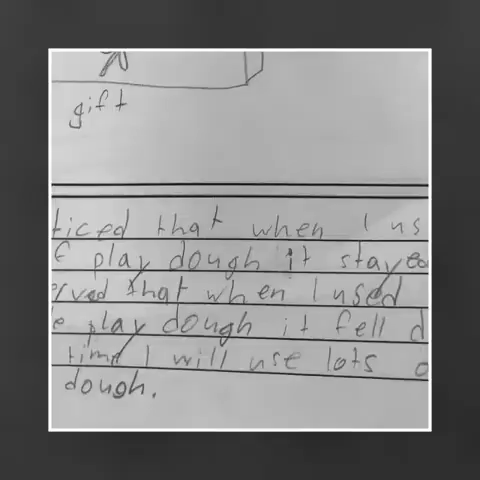 gift
ticed that when I us
f play dough it stayed
rved that when I used
e play dough it fell d
time I will use lots o
dough.